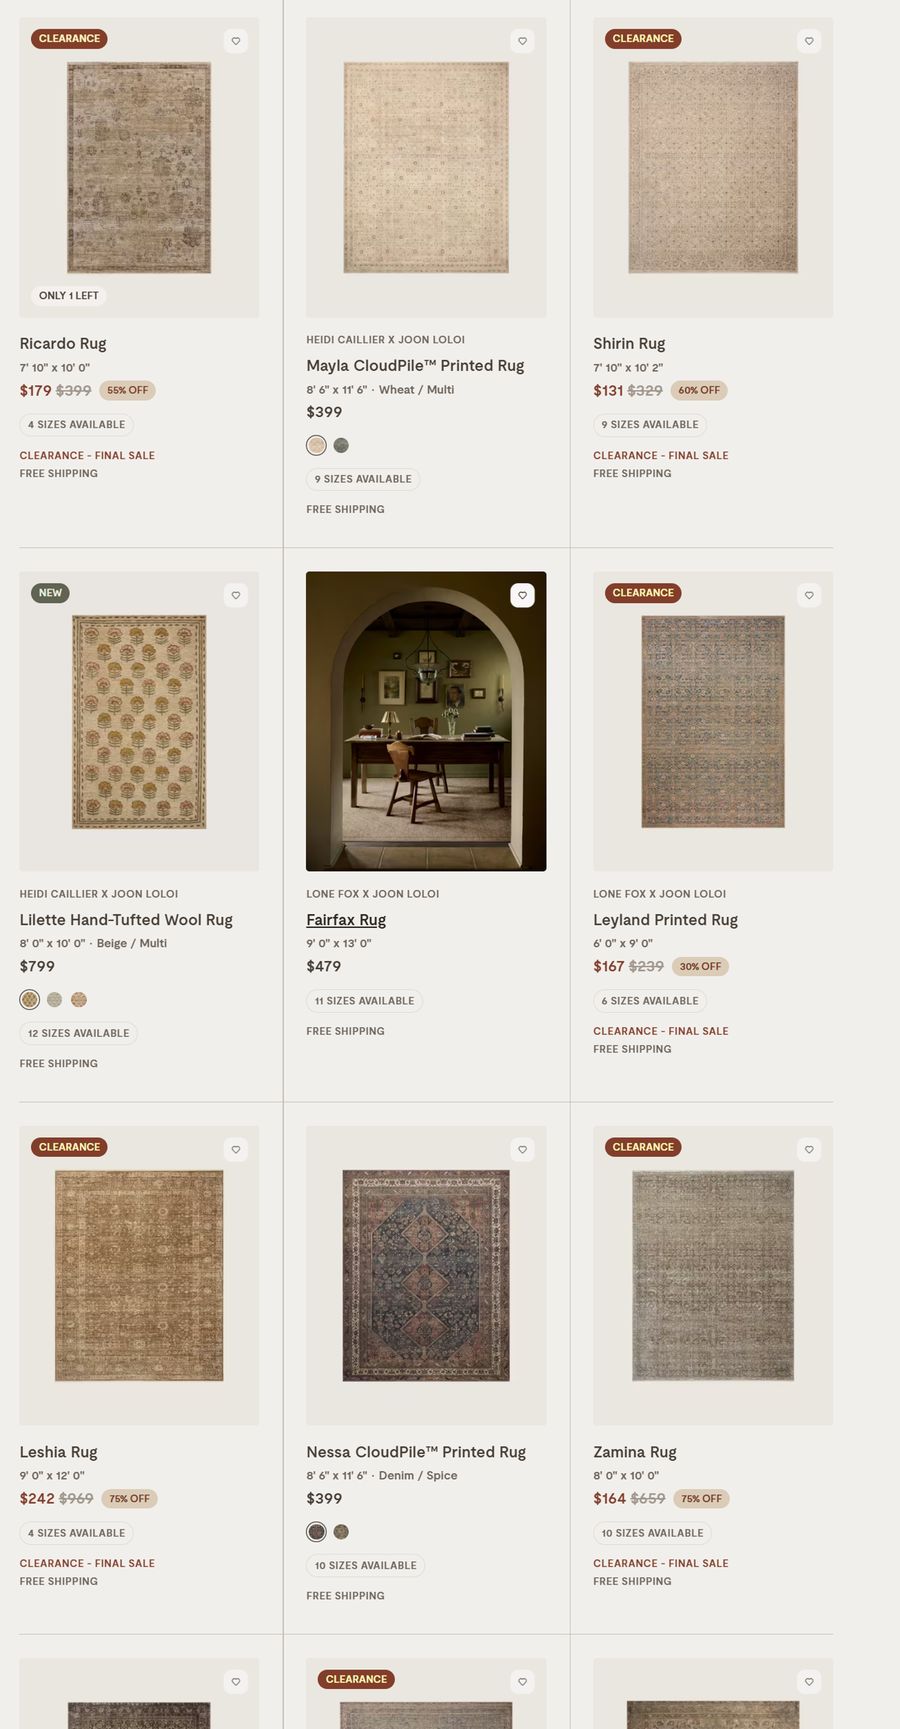 CLEARANCE
ONLY 1 LEFT
Ricardo Rug
7' 10" x 10' 0"
$179 $399 55% OFF
4 SIZES AVAILABLE
CLEARANCE - FINAL SALE
FREE SHIPPING
HEIDI CAILLIER X JOON LOLOI
Mayla CloudPile™ Printed Rug
8' 6" x 11' 6" · Wheat / Multi
$399
9 SIZES AVAILABLE
FREE SHIPPING
CLEARANCE
Shirin Rug
7' 10" x 10' 2"
$131 $329 60% OFF
9 SIZES AVAILABLE
CLEARANCE - FINAL SALE
FREE SHIPPING
NEW
HEIDI CAILLIER X JOON LOLOI
Lilette Hand-Tufted Wool Rug
8' 0" x 10' 0" · Beige / Multi
$799
12 SIZES AVAILABLE
FREE SHIPPING
LONE FOX X JOON LOLOI
Fairfax Rug
9' 0" x 13' 0"
$479
11 SIZES AVAILABLE
FREE SHIPPING
CLEARANCE
LONE FOX X JOON LOLOI
Leyland Printed Rug
6' 0" x 9' 0"
$167 $239 30% OFF
6 SIZES AVAILABLE
CLEARANCE - FINAL SALE
FREE SHIPPING
CLEARANCE
Leshia Rug
9' 0" x 12' 0"
$242 $969 75% OFF
4 SIZES AVAILABLE
CLEARANCE - FINAL SALE
FREE SHIPPING
Nessa CloudPile™ Printed Rug
8' 6" x 11' 6" · Denim / Spice
$399
10 SIZES AVAILABLE
FREE SHIPPING
CLEARANCE
Zamina Rug
8' 0" x 10' 0"
$164 $659 75% OFF
10 SIZES AVAILABLE
CLEARANCE - FINAL SALE
FREE SHIPPING
CLEARANCE